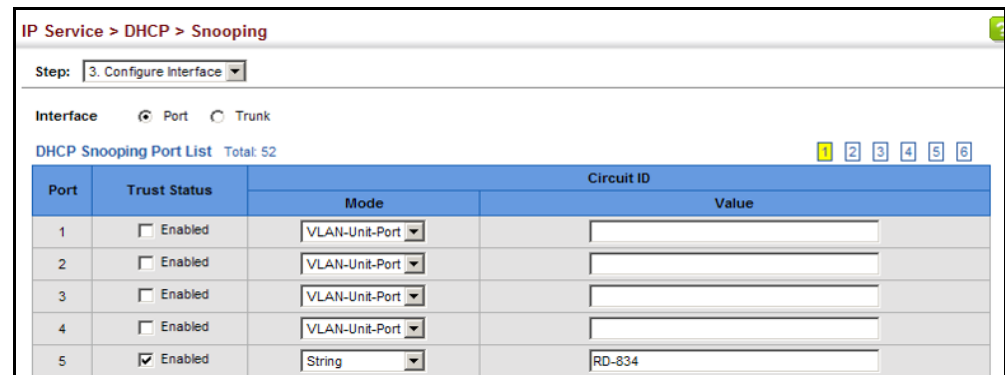 IP Service > DHCP > Snooping
?
Step: 3. Configure Interface
Interface Port Trunk
DHCP Snooping Port List Total: 52 1 2 3 4 5 6
Port Trust Status Circuit ID
Mode Value
1 Enabled VLAN-Unit-Port
2 Enabled VLAN-Unit-Port
3 Enabled VLAN-Unit-Port
4 Enabled VLAN-Unit-Port
5 Enabled String RD-834